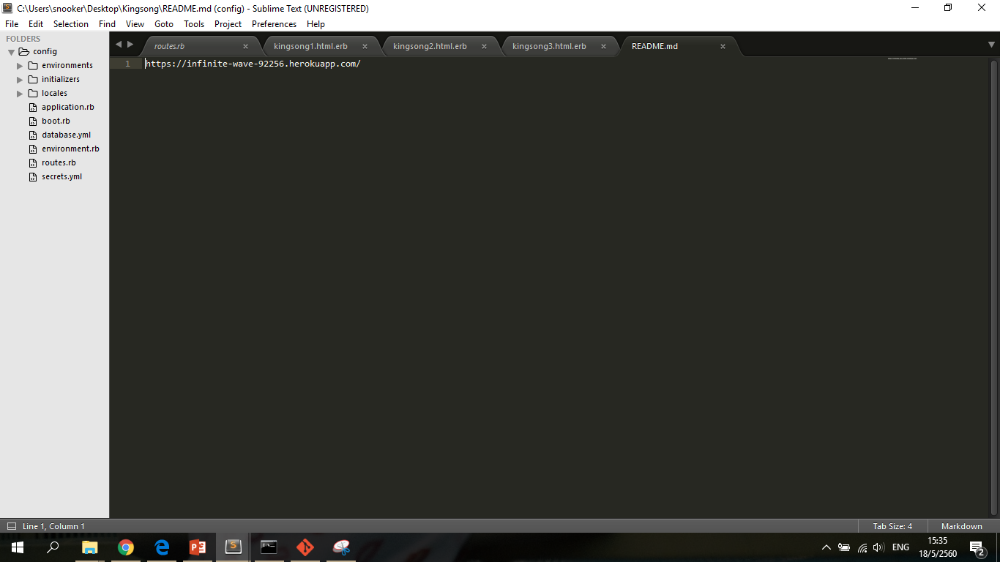 C:\Users\snooker\Desktop\Kingsong\README.md (config) - Sublime Text (UNREGISTERED)
File Edit Selection Find View Goto Tools Project Preferences Help
FOLDERS
config
environments
initializers
locales
application.rb
boot.rb
database.yml
environment.rb
routes.rb
secrets.yml
routes.rb kingsong1.html.erb kingsong2.html.erb kingsong3.html.erb README.md
1 https://infinite-wave-92256.herokuapp.com/
Line 1, Column 1 Tab Size: 4 Markdown
ENG 15:35
18/5/2560 2